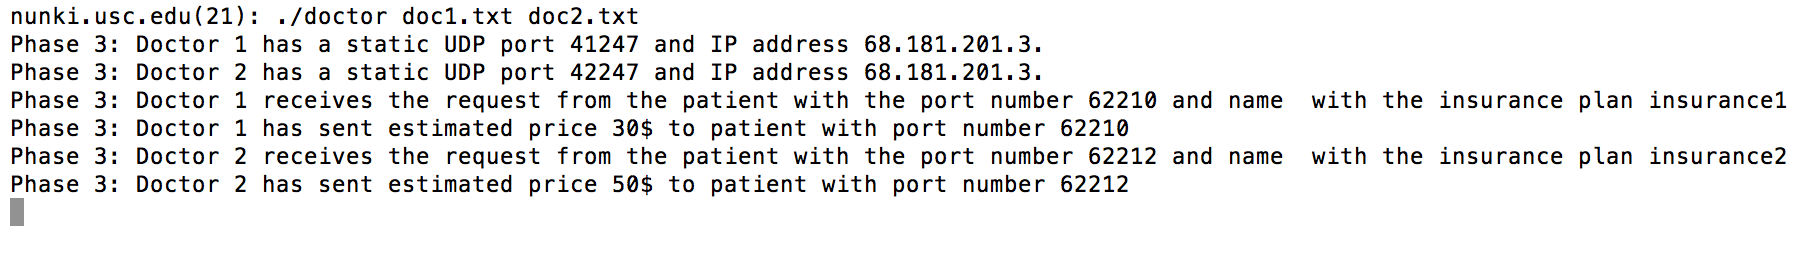 nunki.usc.edu(21): ./doctor doc1.txt doc2.txt
Phase 3: Doctor 1 has a static UDP port 41247 and IP address 68.181.201.3.
Phase 3: Doctor 2 has a static UDP port 42247 and IP address 68.181.201.3.
Phase 3: Doctor 1 receives the request from the patient with the port number 62210 and name  with the insurance plan insurance1
Phase 3: Doctor 1 has sent estimated price 30$ to patient with port number 62210
Phase 3: Doctor 2 receives the request from the patient with the port number 62212 and name  with the insurance plan insurance2
Phase 3: Doctor 2 has sent estimated price 50$ to patient with port number 62212